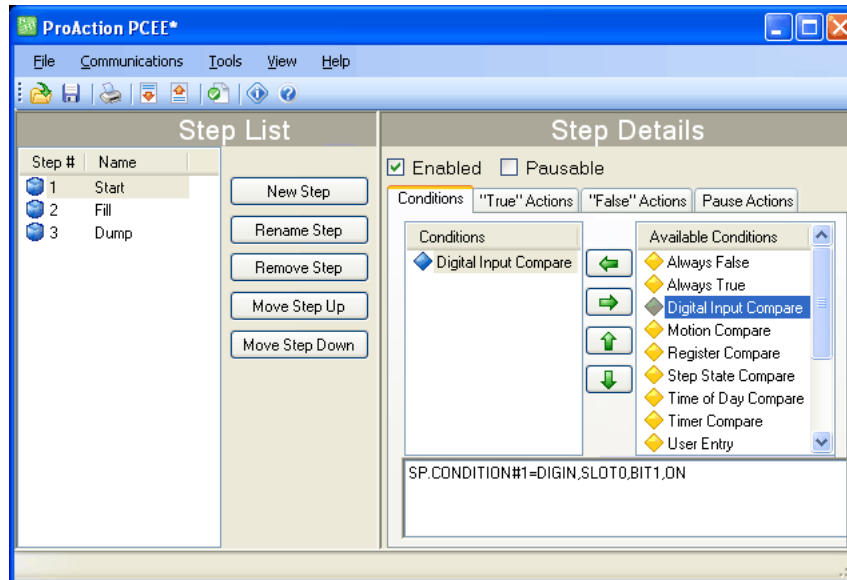 ProAction PCEE*
File Communications Tools View Help
Step List
Step # Name
1 Start
2 Fill
3 Dump
New Step
Rename Step
Remove Step
Move Step Up
Move Step Down
Step Details
Enabled Pausable
Conditions "True" Actions "False" Actions Pause Actions
Conditions
Digital Input Compare
Available Conditions
Always False
Always True
Digital Input Compare
Motion Compare
Register Compare
Step State Compare
Time of Day Compare
Timer Compare
User Entry
SP.CONDITION#1=DIGIN,SLOT0,BIT1,ON